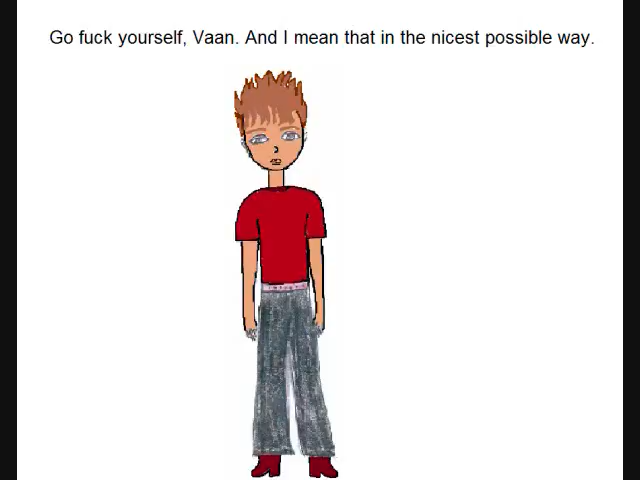 Go fuck yourself, Vaan. And I mean that in the nicest possible way.